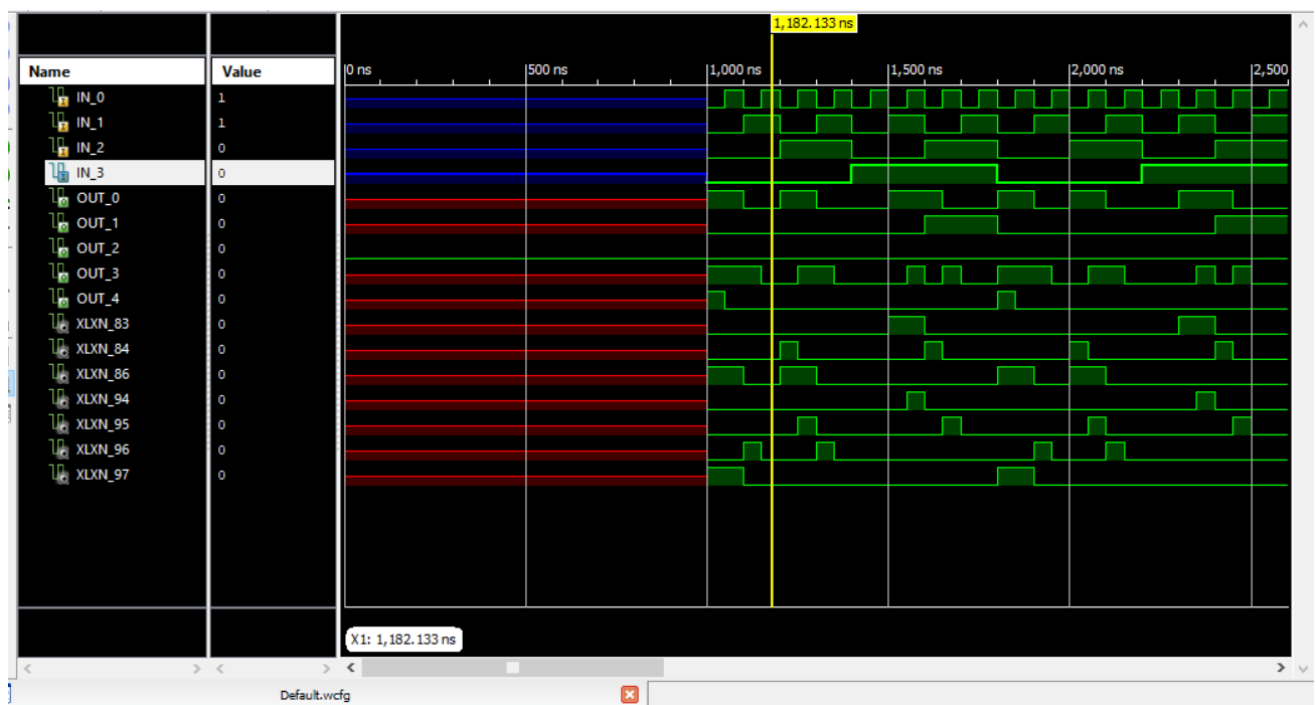 1,182.133 ns
Name Value 0 ns 500 ns 1,000 ns 1,500 ns 2,000 ns 2,500
IN_0 1
IN_1 1
IN_2 0
IN_3 0
OUT_0 0
OUT_1 0
OUT_2 0
OUT_3 0
OUT_4 0
XLXN_83 0
XLXN_84 0
XLXN_86 0
XLXN_94 0
XLXN_95 0
XLXN_96 0
XLXN_97 0
X1: 1,182.133 ns
Default.wcfg